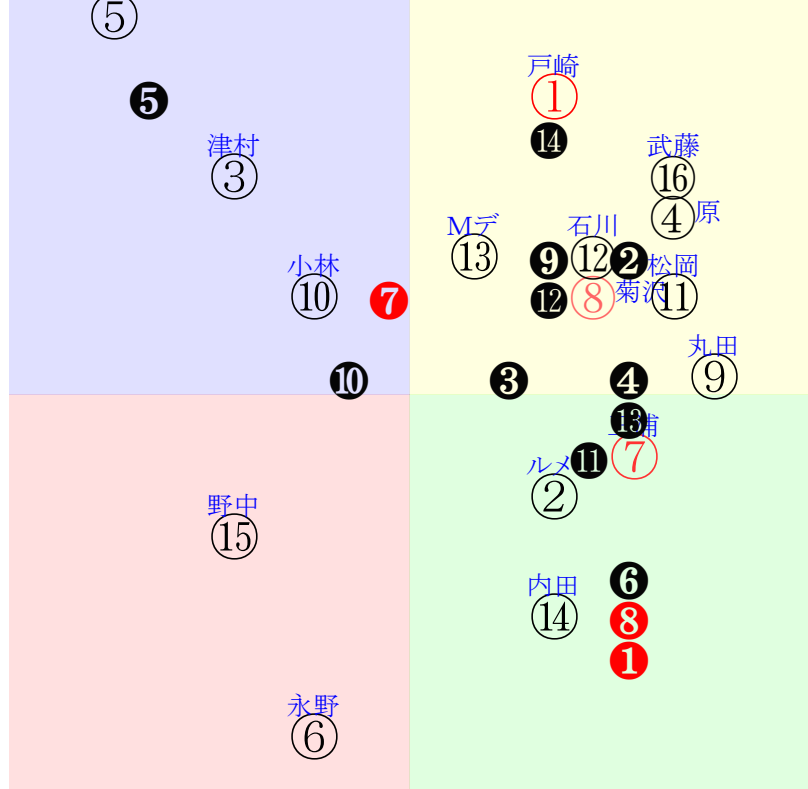 ⑤
戸崎
①
❺
⓮
津村
武藤
③
⑯
④
原
Mデ
石川
⑬
❾
⑫
❷
松岡
小林
⑩
❼
⓬
⑧
菊沢
⑪
丸田
❿
❸
❹
⑨
⓭
⑦
ルメ
⓫
②
野中
⑮
内田
❻
⑭
❽
❶
永野
⑥